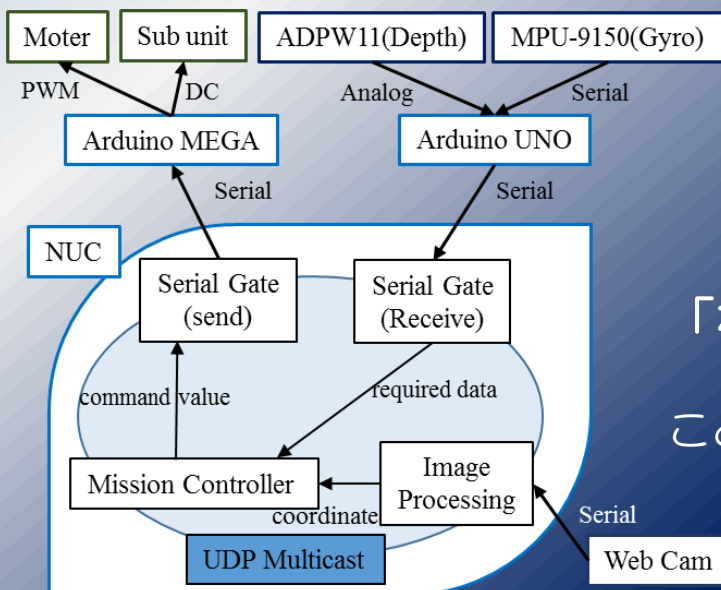 Moter
Sub unit
ADPW11(Depth)
MPU-9150(Gyro)
PWM
DC
Analog
Serial
Arduino MEGA
Arduino UNO
Serial
Serial
NUC
Serial Gate
(send)
Serial Gate
(Receive)
command value
required data
Mission Controller
Image
Processing
coordinate
Serial
UDP Multicast
Web Cam